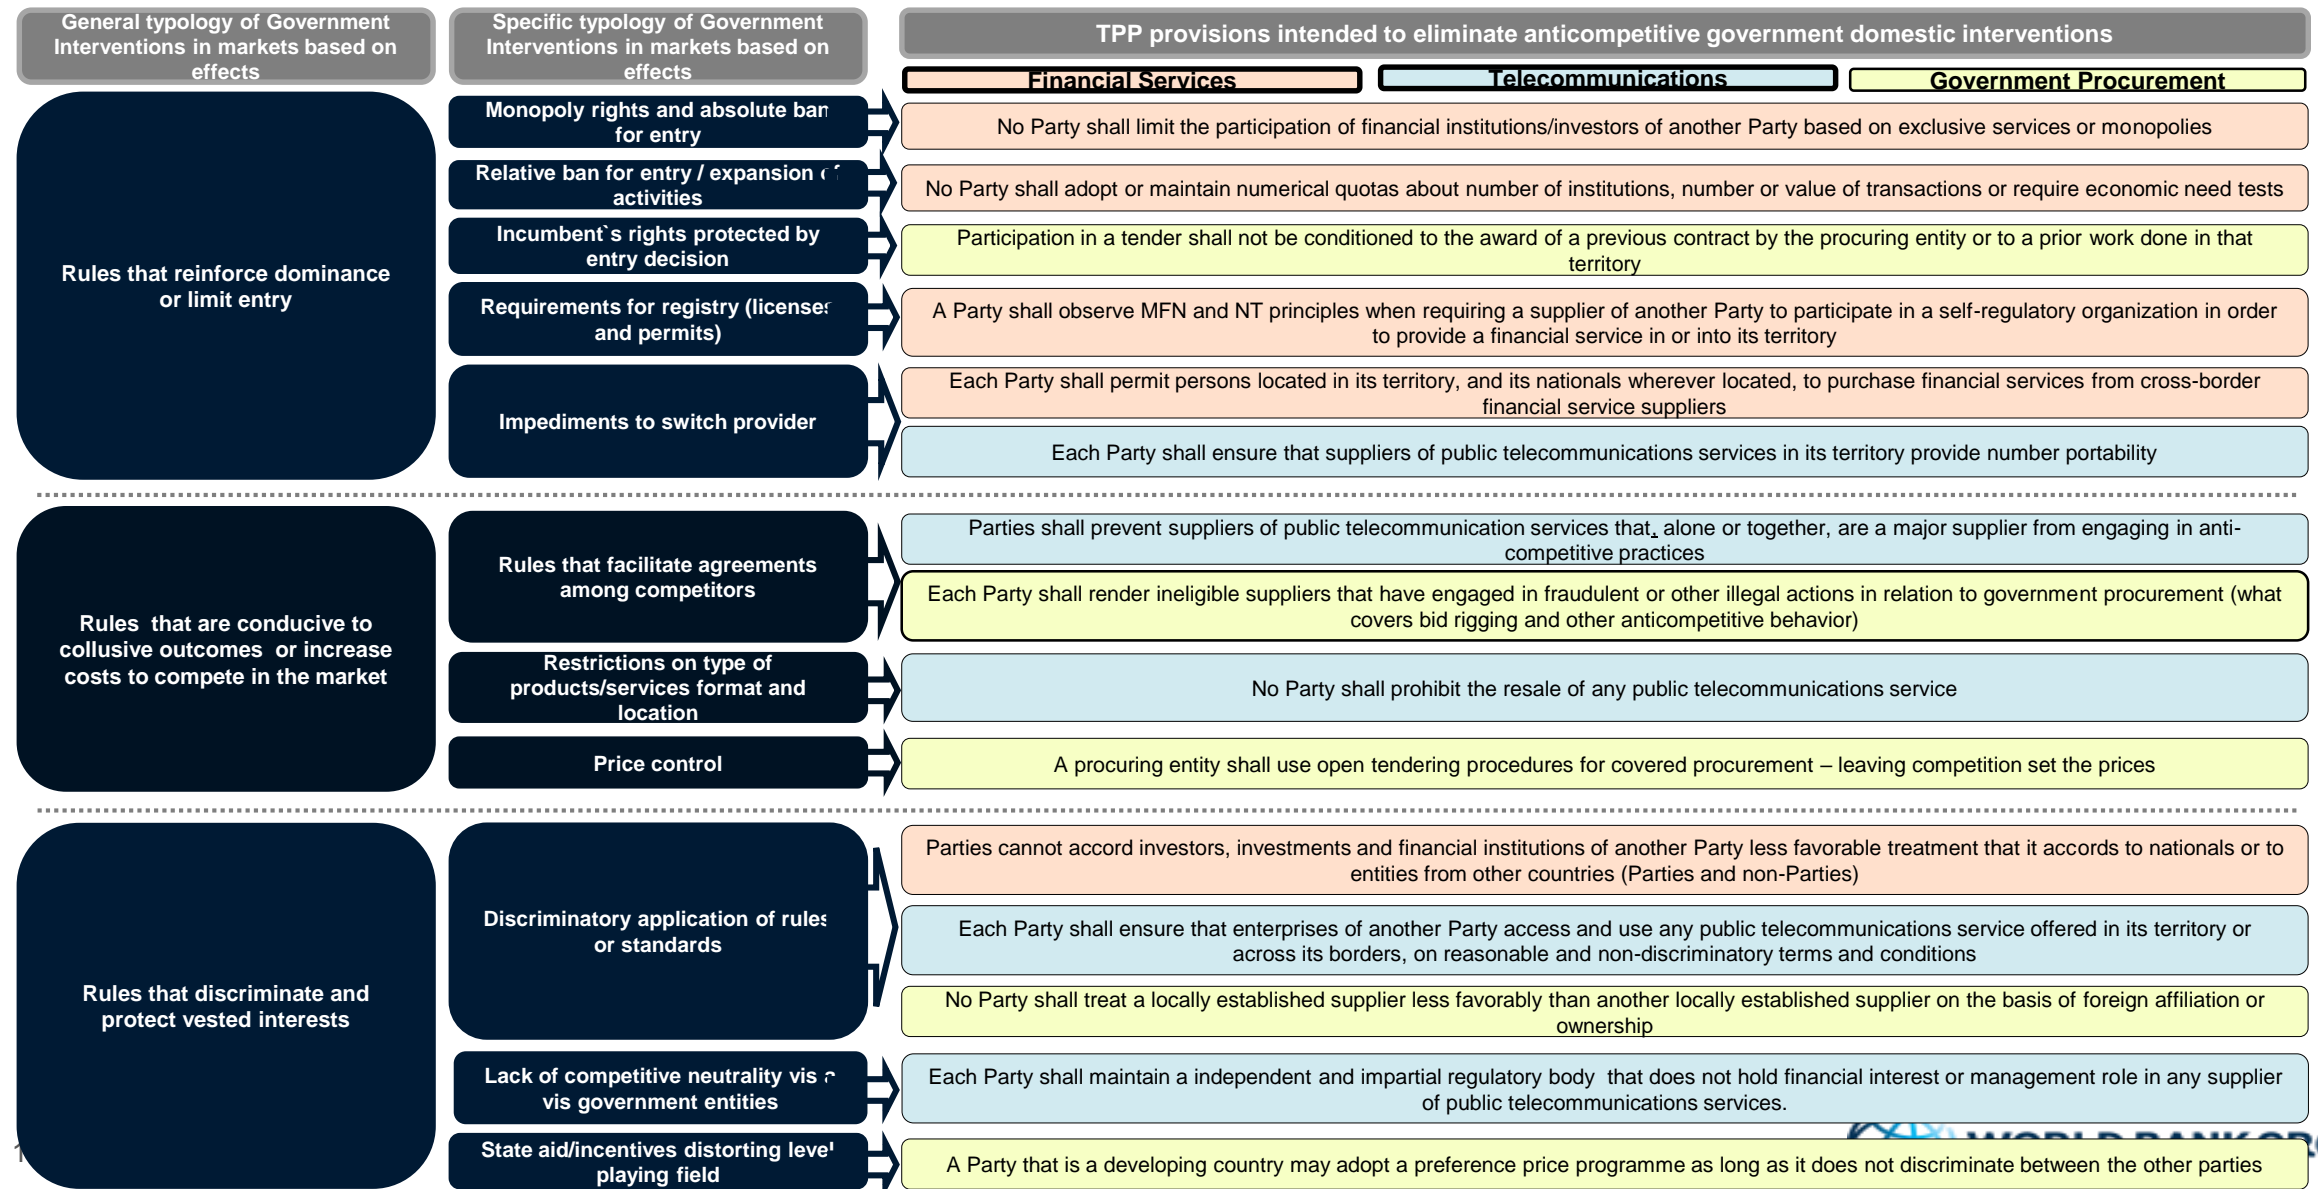 General typology of Government
Interventions in markets based on
effects
Specific typology of Government
Interventions in markets based on
effects
TPP provisions intended to eliminate anticompetitive government domestic interventions
Financial Services
Telecommunications
Government Procurement
Rules that reinforce dominance
or limit entry
Monopoly rights and absolute ban
for entry
No Party shall limit the participation of financial institutions/investors of another Party based on exclusive services or monopolies
Relative ban for entry / expansion of
activities
No Party shall adopt or maintain numerical quotas about number of institutions, number or value of transactions or require economic need tests
Incumbent`s rights protected by
entry decision
Participation in a tender shall not be conditioned to the award of a previous contract by the procuring entity or to a prior work done in that
territory
Requirements for registry (licenses
and permits)
A Party shall observe MFN and NT principles when requiring a supplier of another Party to participate in a self-regulatory organization in order
to provide a financial service in or into its territory
Impediments to switch provider
Each Party shall permit persons located in its territory, and its nationals wherever located, to purchase financial services from cross-border
financial service suppliers
Each Party shall ensure that suppliers of public telecommunications services in its territory provide number portability
Rules that are conducive to
collusive outcomes or increase
costs to compete in the market
Rules that facilitate agreements
among competitors
Parties shall prevent suppliers of public telecommunication services that, alone or together, are a major supplier from engaging in anti-
competitive practices
Each Party shall render ineligible suppliers that have engaged in fraudulent or other illegal actions in relation to government procurement (what
covers bid rigging and other anticompetitive behavior)
Restrictions on type of
products/services format and
location
No Party shall prohibit the resale of any public telecommunications service
Price control
A procuring entity shall use open tendering procedures for covered procurement – leaving competition set the prices
Rules that discriminate and
protect vested interests
Discriminatory application of rules
or standards
Parties cannot accord investors, investments and financial institutions of another Party less favorable treatment that it accords to nationals or to
entities from other countries (Parties and non-Parties)
Each Party shall ensure that enterprises of another Party access and use any public telecommunications service offered in its territory or
across its borders, on reasonable and non-discriminatory terms and conditions
No Party shall treat a locally established supplier less favorably than another locally established supplier on the basis of foreign affiliation or
ownership
Lack of competitive neutrality vis a
vis government entities
Each Party shall maintain a independent and impartial regulatory body that does not hold financial interest or management role in any supplier
of public telecommunications services.
State aid/incentives distorting level
playing field
A Party that is a developing country may adopt a preference price programme as long as it does not discriminate between the other parties
WORLD BANK